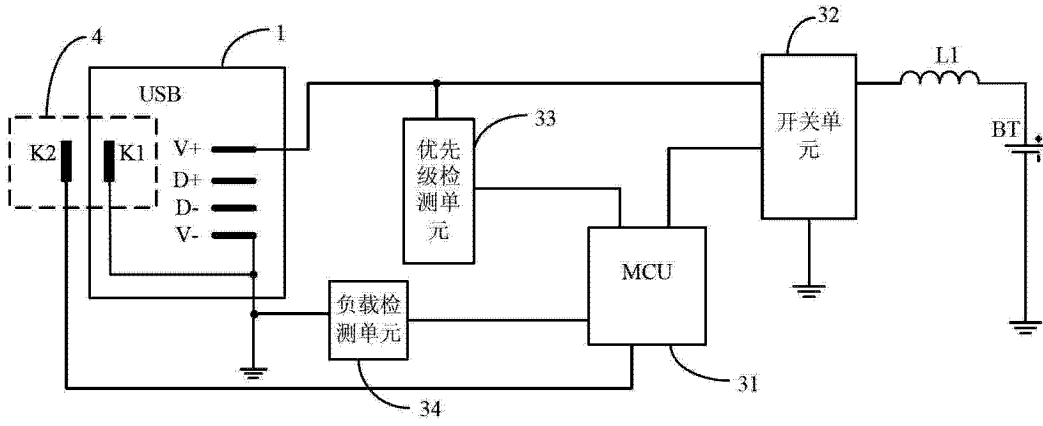 4
1
32
USB
L1
33
K2
K1
V+
D+
D-
V-
优先
级检
测单
元
开关单
元
BT
MCU
负载检
测单元
34
31